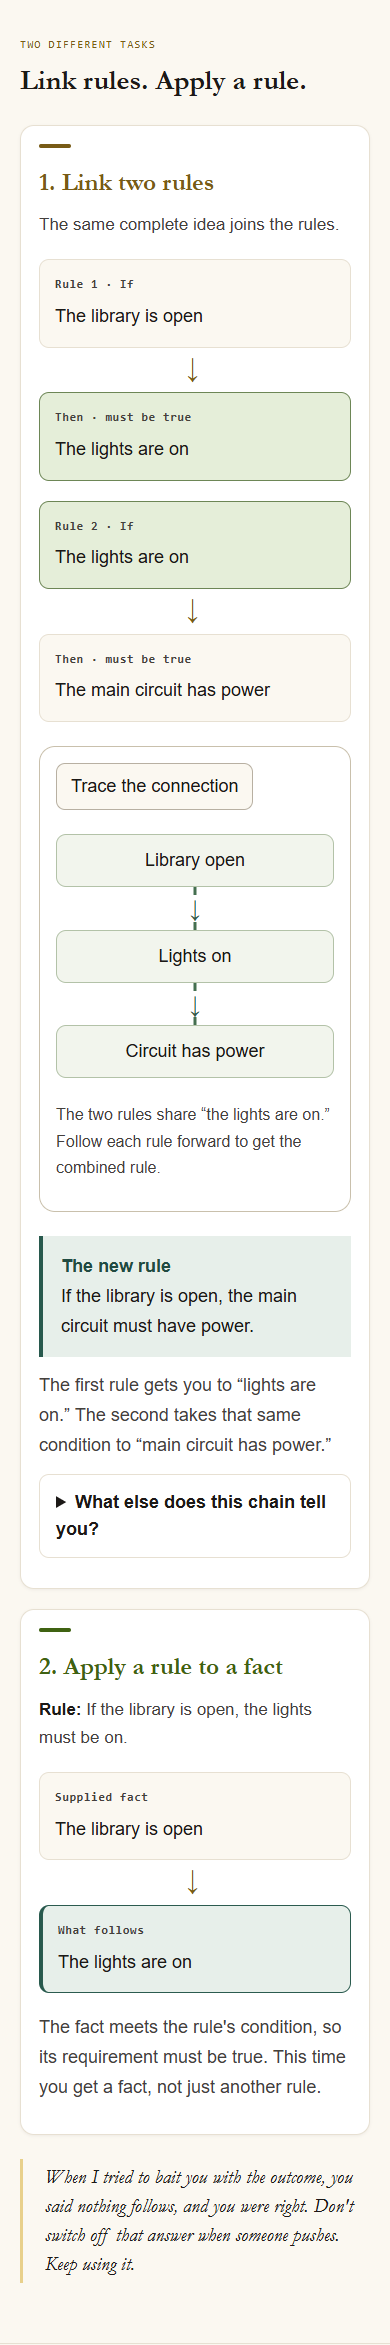 TWO DIFFERENT TASKS
Link rules. Apply a rule.
1. Link two rules
The same complete idea joins the rules.
Rule 1 · If
The library is open
↓
Then · must be true
The lights are on
Rule 2 · If
The lights are on
↓
Then · must be true
The main circuit has power
Trace the connection
Library open
↓
Lights on
↓
Circuit has power
The two rules share “the lights are on.”
Follow each rule forward to get the
combined rule.
The new rule
If the library is open, the main
circuit must have power.
The first rule gets you to “lights are
on.” The second takes that same
condition to “main circuit has power.”
▶ What else does this chain tell
you?
2. Apply a rule to a fact
Rule: If the library is open, the lights
must be on.
Supplied fact
The library is open
↓
What follows
The lights are on
The fact meets the rule's condition, so
its requirement must be true. This time
you get a fact, not just another rule.
When I tried to bait you with the outcome, you
said nothing follows, and you were right. Don't
switch off that answer when someone pushes.
Keep using it.